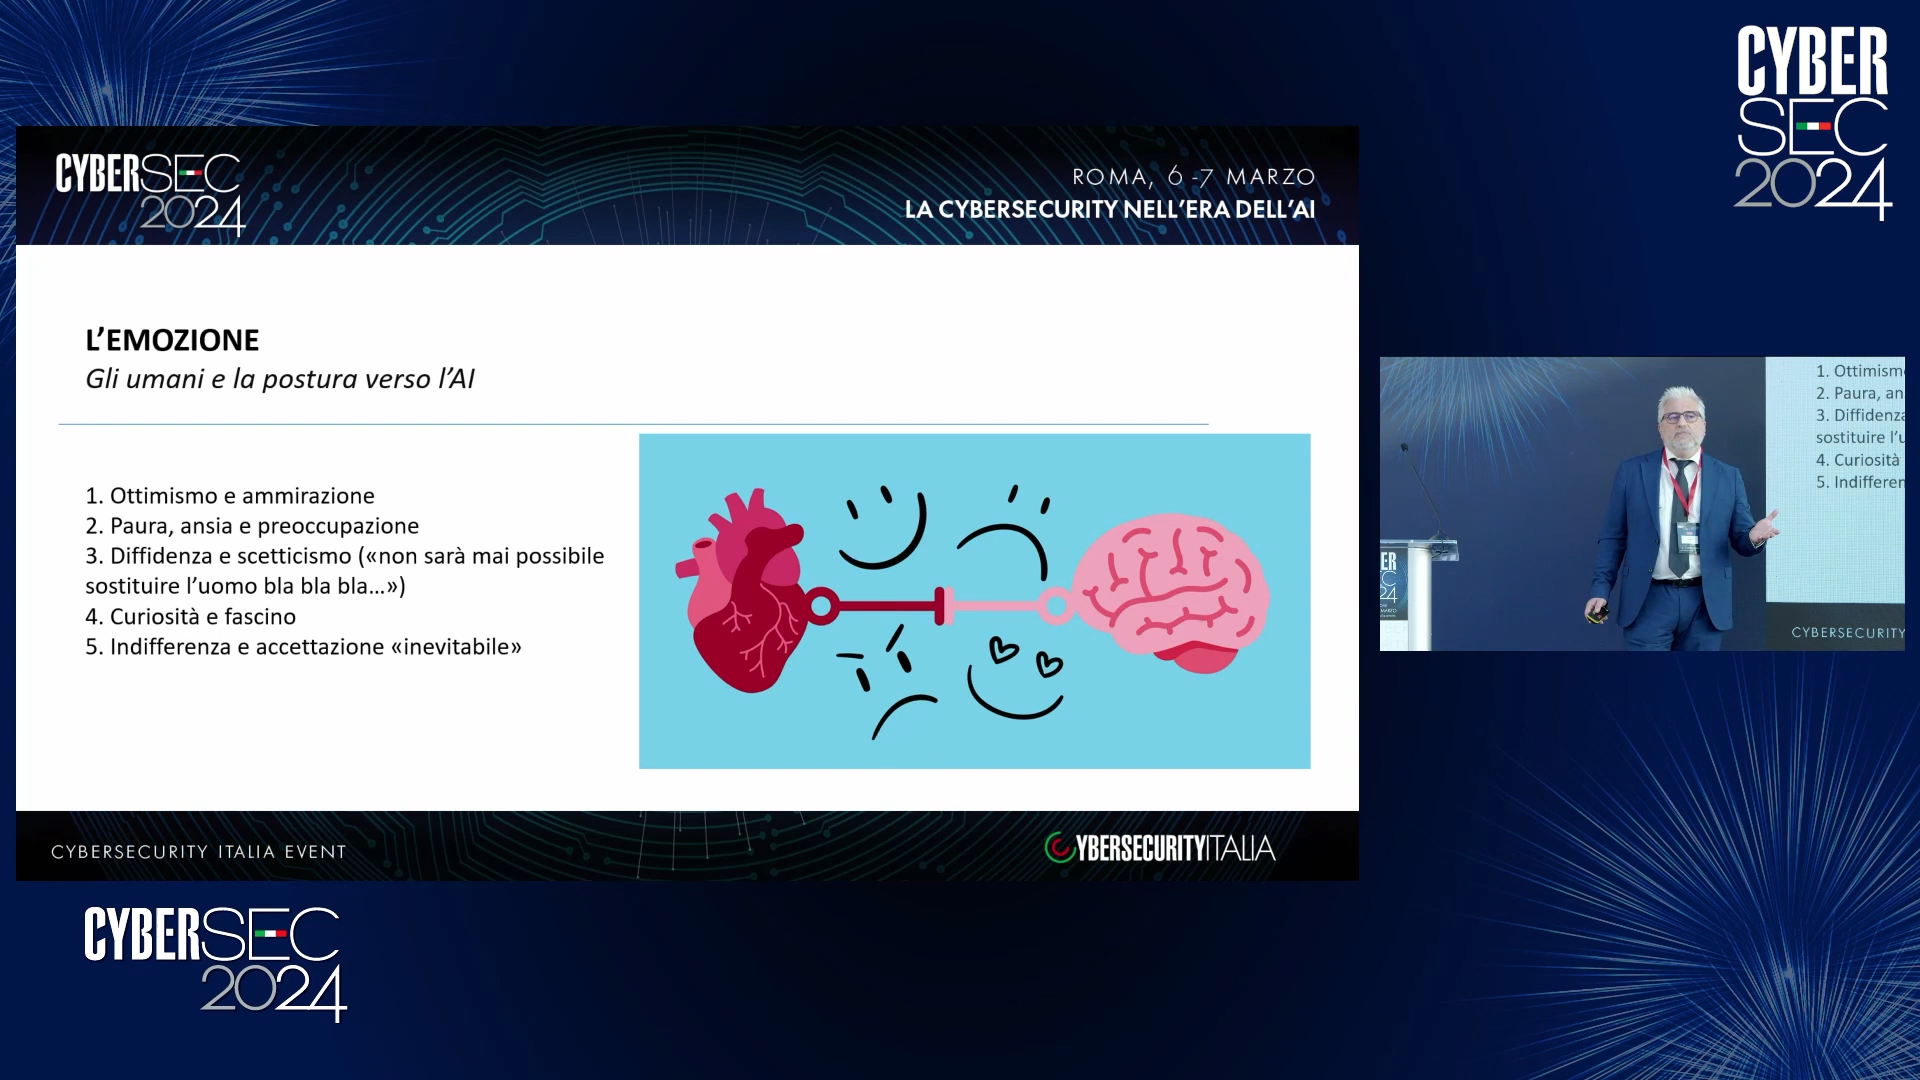 CYBER
SEC
2024
CYBERSEC
2024
ROMA, 6 -7 MARZO
LA CYBERSECURITY NELL'ERA DELL'AI
L'EMOZIONE
Gli umani e la postura verso l'AI
1. Ottimismo e ammirazione
2. Paura, ansia e preoccupazione
3. Diffidenza e scetticismo («non sarà mai possibile
sostituire l'uomo bla bla bla...»)
4. Curiosità e fascino
5. Indifferenza e accettazione «inevitabile»
1. Ottimism
2. Paura, an
3. Diffidenza
sostituire l'u
4. Curiosità
5. Indifferen
CYBERSECURITY
CYBERSECURITY ITALIA EVENT
CYBERSECURITYITALIA
CYBERSEC
2024